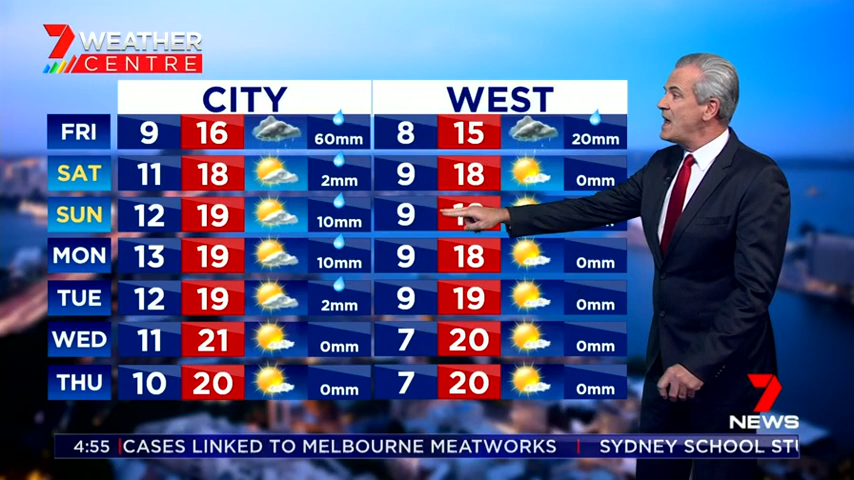 7 WEATHER
CENTRE
CITY WEST
FRI 9 16 60mm 8 15 20mm
SAT 11 18 2mm 9 18 0mm
SUN 12 19 10mm 9
MON 13 19 10mm 9 18 0mm
TUE 12 19 2mm 9 19 0mm
WED 11 21 0mm 7 20 0mm
THU 10 20 0mm 7 20 0mm
7
NEWS
4:55 CASES LINKED TO MELBOURNE MEATWORKS | SYDNEY SCHOOL STU